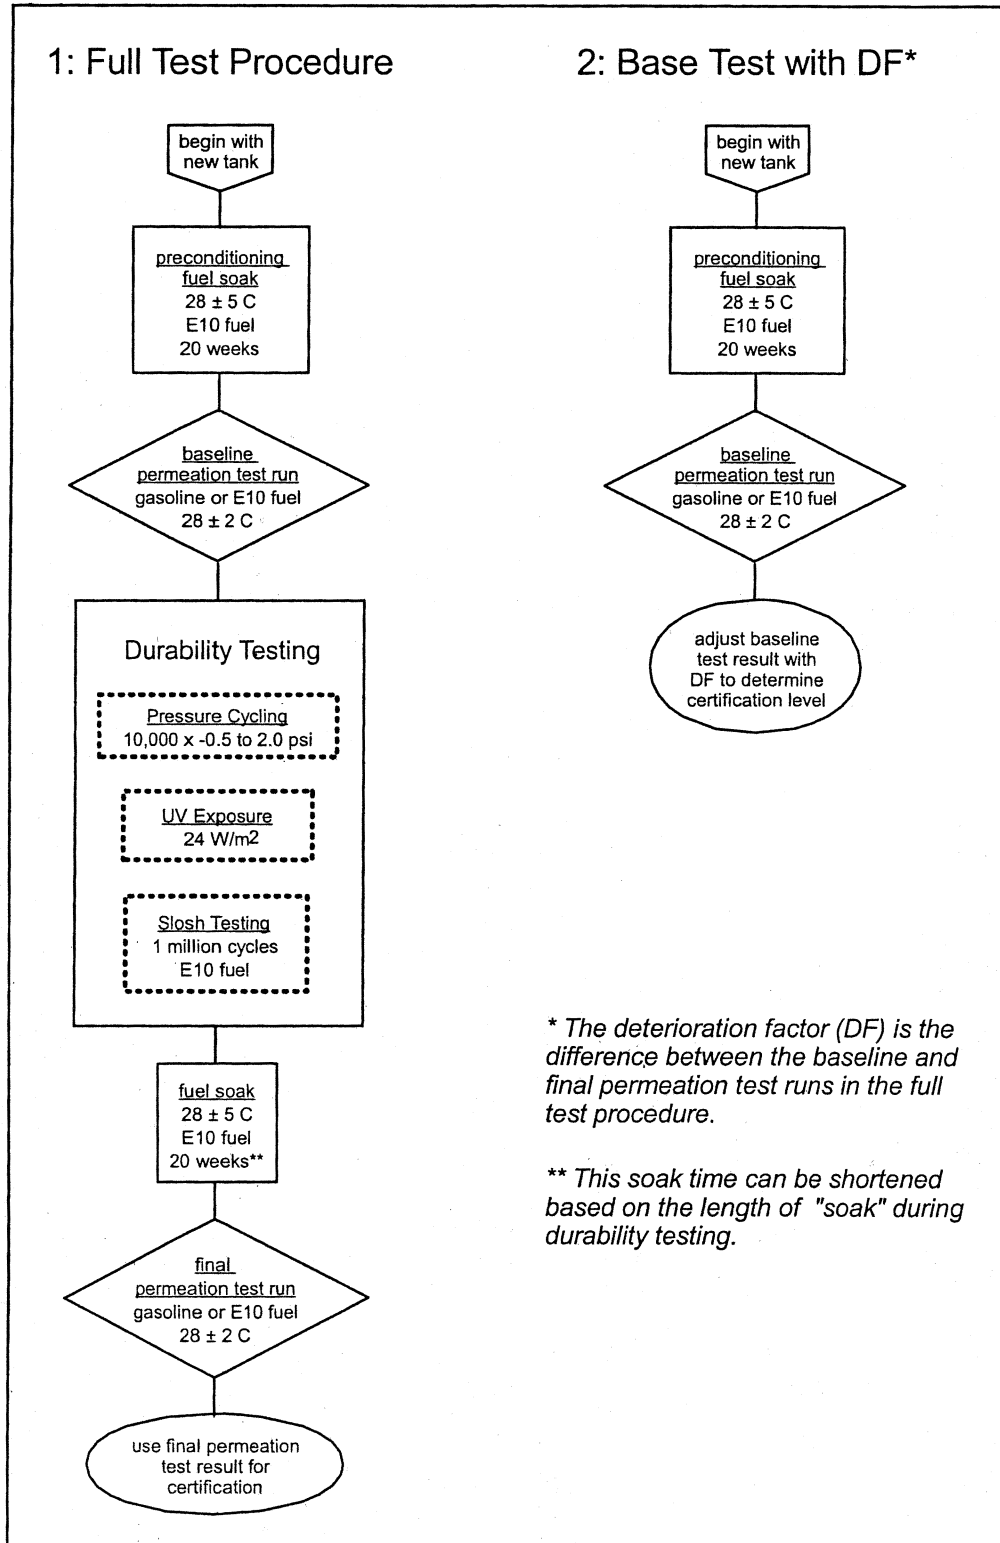 1: Full Test Procedure
begin with
new tank
preconditioning
fuel soak
28 ± 5 C
E10 fuel
20 weeks
baseline
permeation test run
gasoline or E10 fuel
28 ± 2 C
Durability Testing
Pressure Cycling
10,000 x -0.5 to 2.0 psi
UV Exposure
24 W/m2
Slosh Testing
1 million cycles
E10 fuel
fuel soak
28 ± 5 C
E10 fuel
20 weeks**
final
permeation test run
gasoline or E10 fuel
28 ± 2 C
use final permeation
test result for
certification
2: Base Test with DF*
begin with
new tank
preconditioning
fuel soak
28 ± 5 C
E10 fuel
20 weeks
baseline
permeation test run
gasoline or E10 fuel
28 ± 2 C
adjust baseline
test result with
DF to determine
certification level
* The deterioration factor (DF) is the
difference between the baseline and
final permeation test runs in the full
test procedure.
** This soak time can be shortened
based on the length of "soak" during
durability testing.